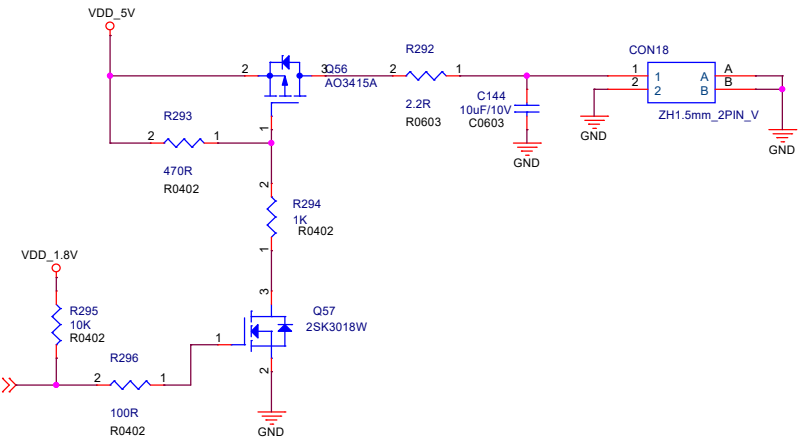 VDD_5V
R292
CON18
2
3
Q56
AO3415A
2
1
1
2
1
2
A
B
A
B
C144
10uF/10V
C0603
2.2R
R0603
ZH1.5mm_2PIN_V
GND
GND
GND
R293
2
1
1
470R
R0402
2
R294
1K
R0402
1
VDD_1.8V
3
Q57
2SK3018W
R295
10K
R0402
1
R296
2
1
2
100R
R0402
GND